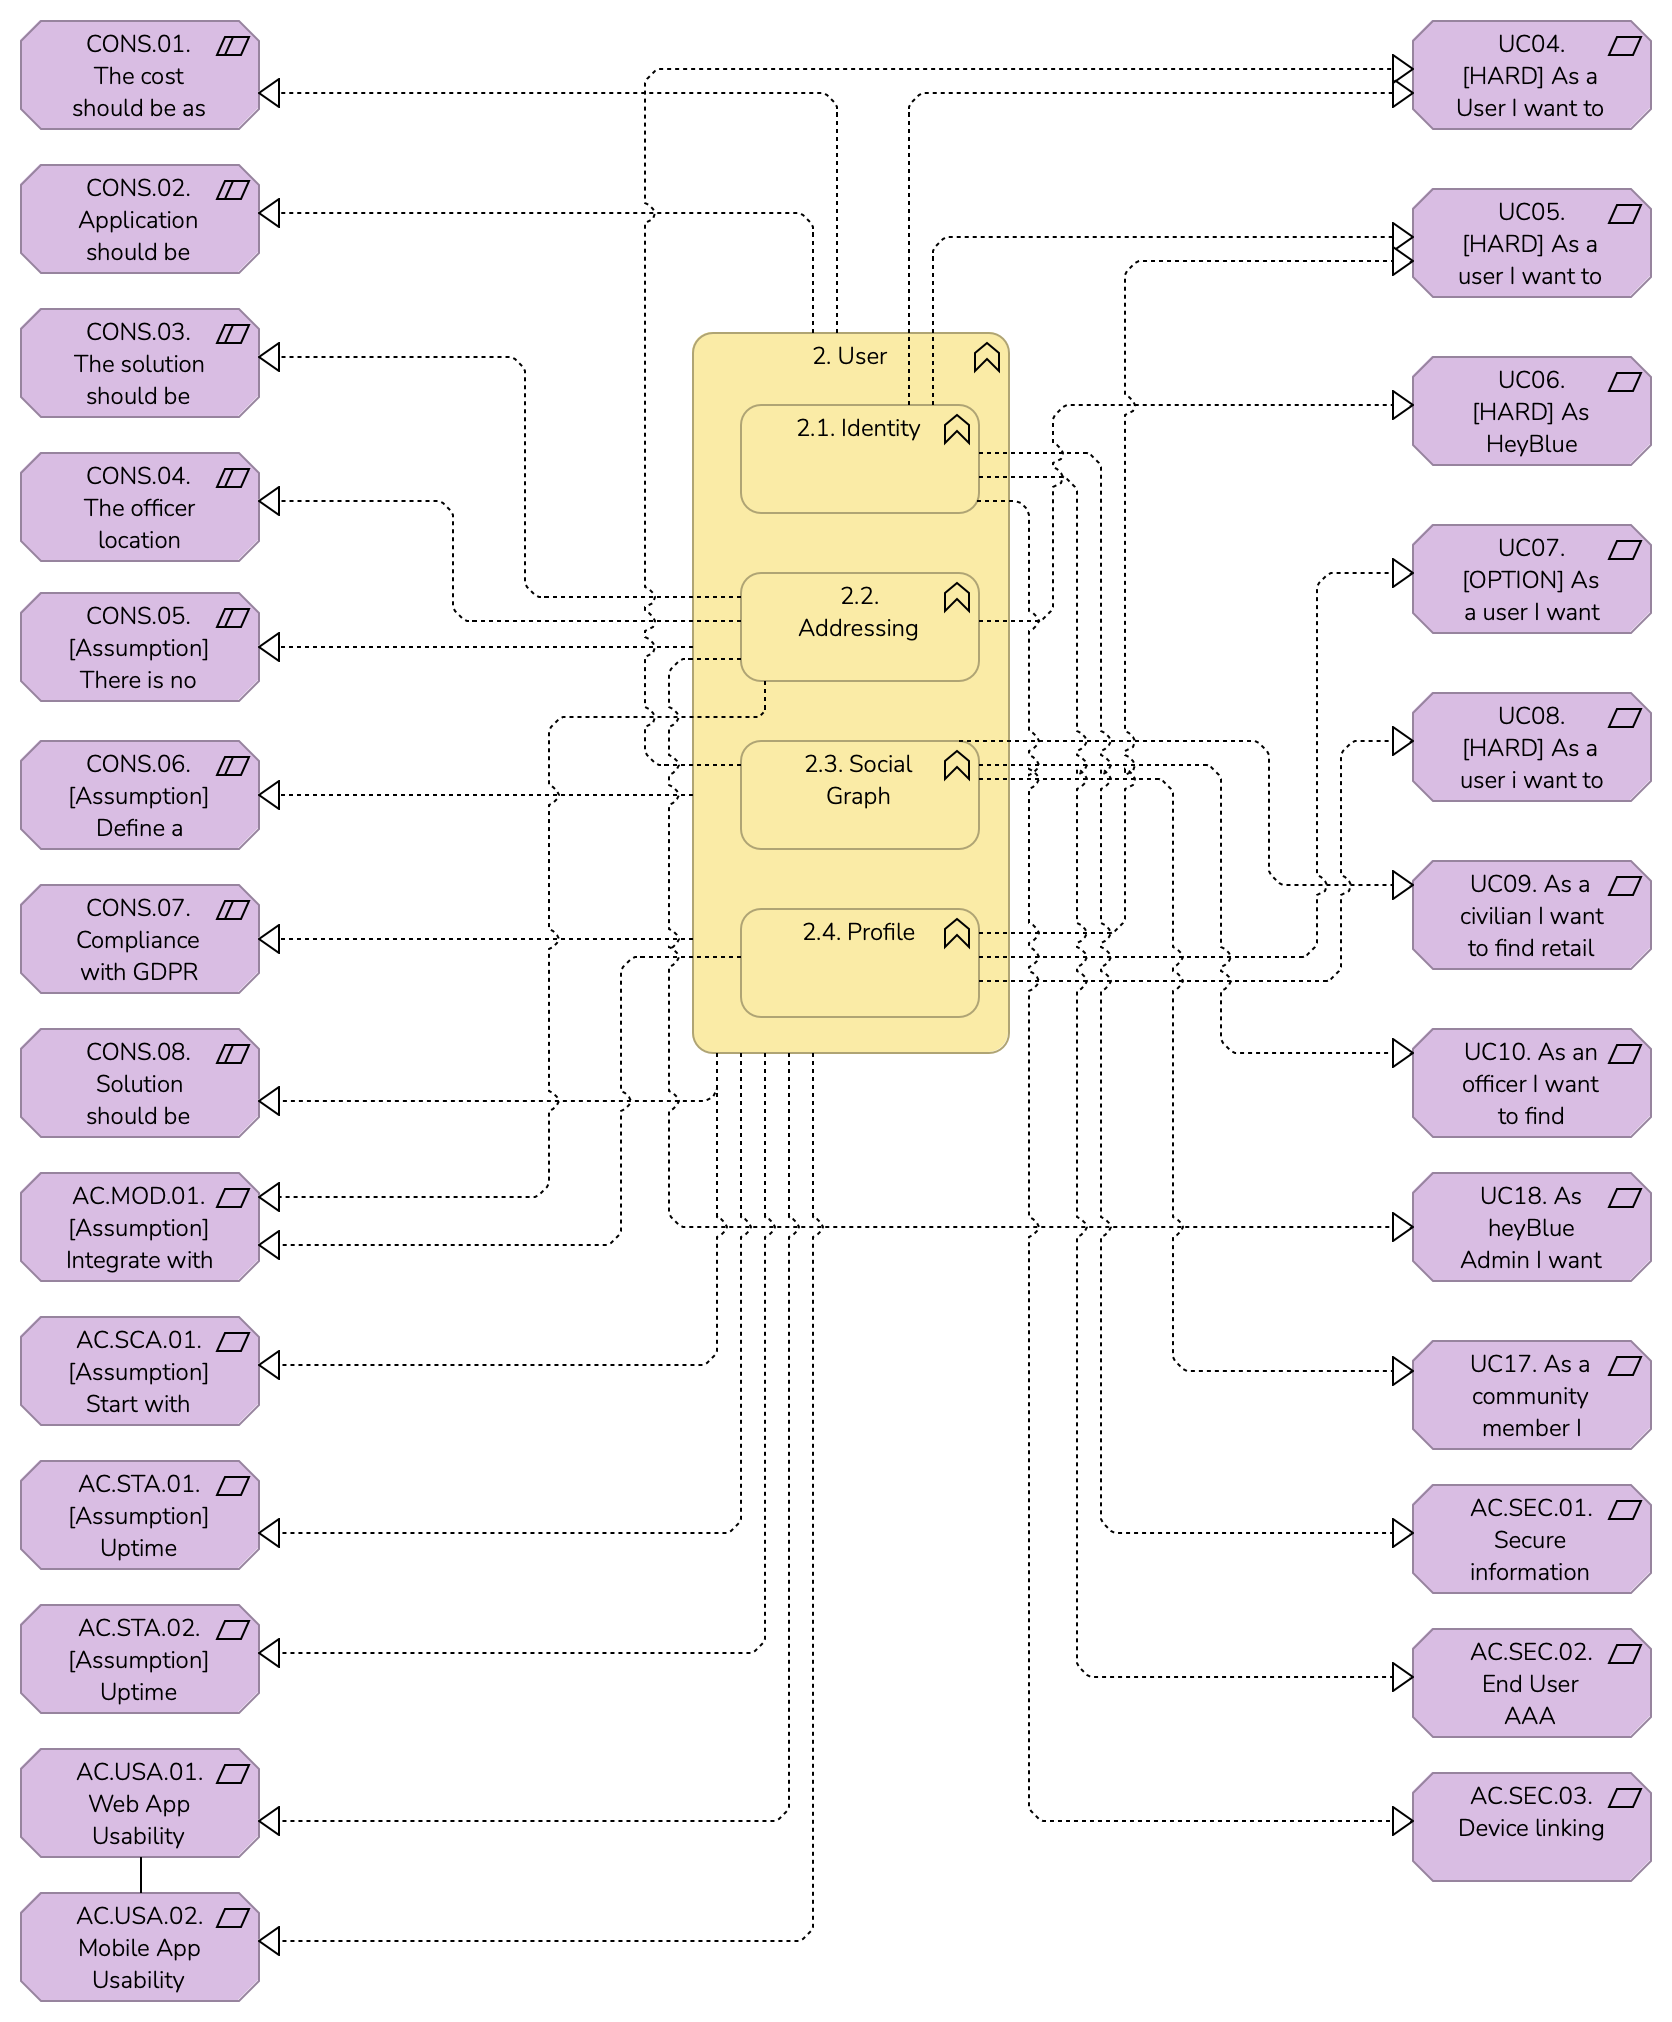 CONS.01.
The cost
should be as
CONS.02.
Application
should be
CONS.03.
The solution
should be
CONS.04.
The officer
location
CONS.05.
[Assumption]
There is no
CONS.06.
[Assumption]
Define a
CONS.07.
Compliance
with GDPR
CONS.08.
Solution
should be
AC.MOD.01.
[Assumption]
Integrate with
AC.SCA.01.
[Assumption]
Start with
AC.STA.01.
[Assumption]
Uptime
AC.STA.02.
[Assumption]
Uptime
AC.USA.01.
Web App
Usability
AC.USA.02.
Mobile App
Usability
2. User
2.1. Identity
2.2.
Addressing
2.3. Social
Graph
2.4. Profile
UC04.
[HARD] As a
User I want to
UC05.
[HARD] As a
user I want to
UC06.
[HARD] As
HeyBlue
UC07.
[OPTION] As
a user I want
UC08.
[HARD] As a
user i want to
UC09. As a
civilian I want
to find retail
UC10. As an
officer I want
to find
UC18. As
heyBlue
Admin I want
UC17. As a
community
member I
AC.SEC.01.
Secure
information
AC.SEC.02.
End User
AAA
AC.SEC.03.
Device linking